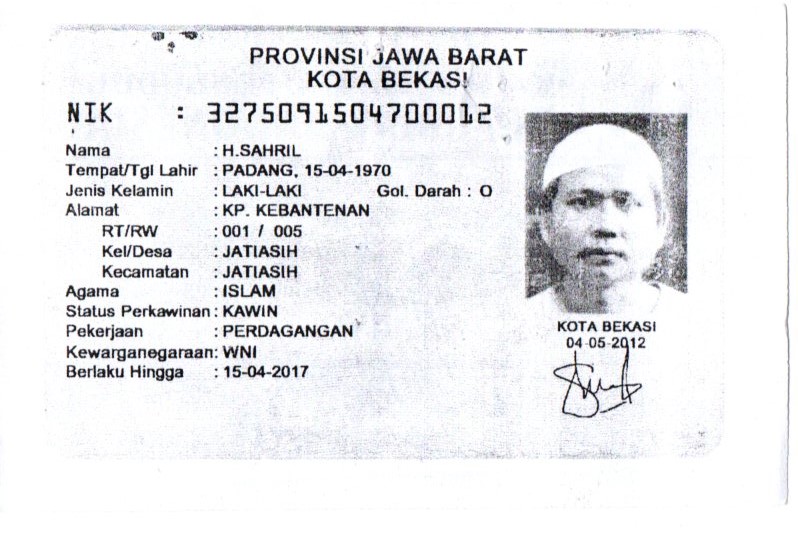 PROVINSI JAWA BARAT
KOTA BEKASI
NIK : 3275091504700012
Nama : H.SAHRIL
Tempat/Tgl Lahir : PADANG, 15-04-1970
Jenis Kelamin : LAKI-LAKI Gol. Darah : O
Alamat : KP. KEBANTENAN
RT/RW : 001 / 005
Kel/Desa : JATIASIH
Kecamatan : JATIASIH
Agama : ISLAM
Status Perkawinan : KAWIN
Pekerjaan : PERDAGANGAN
Kewarganegaraan : WNI
Berlaku Hingga : 15-04-2017
KOTA BEKASI
04-05-2012